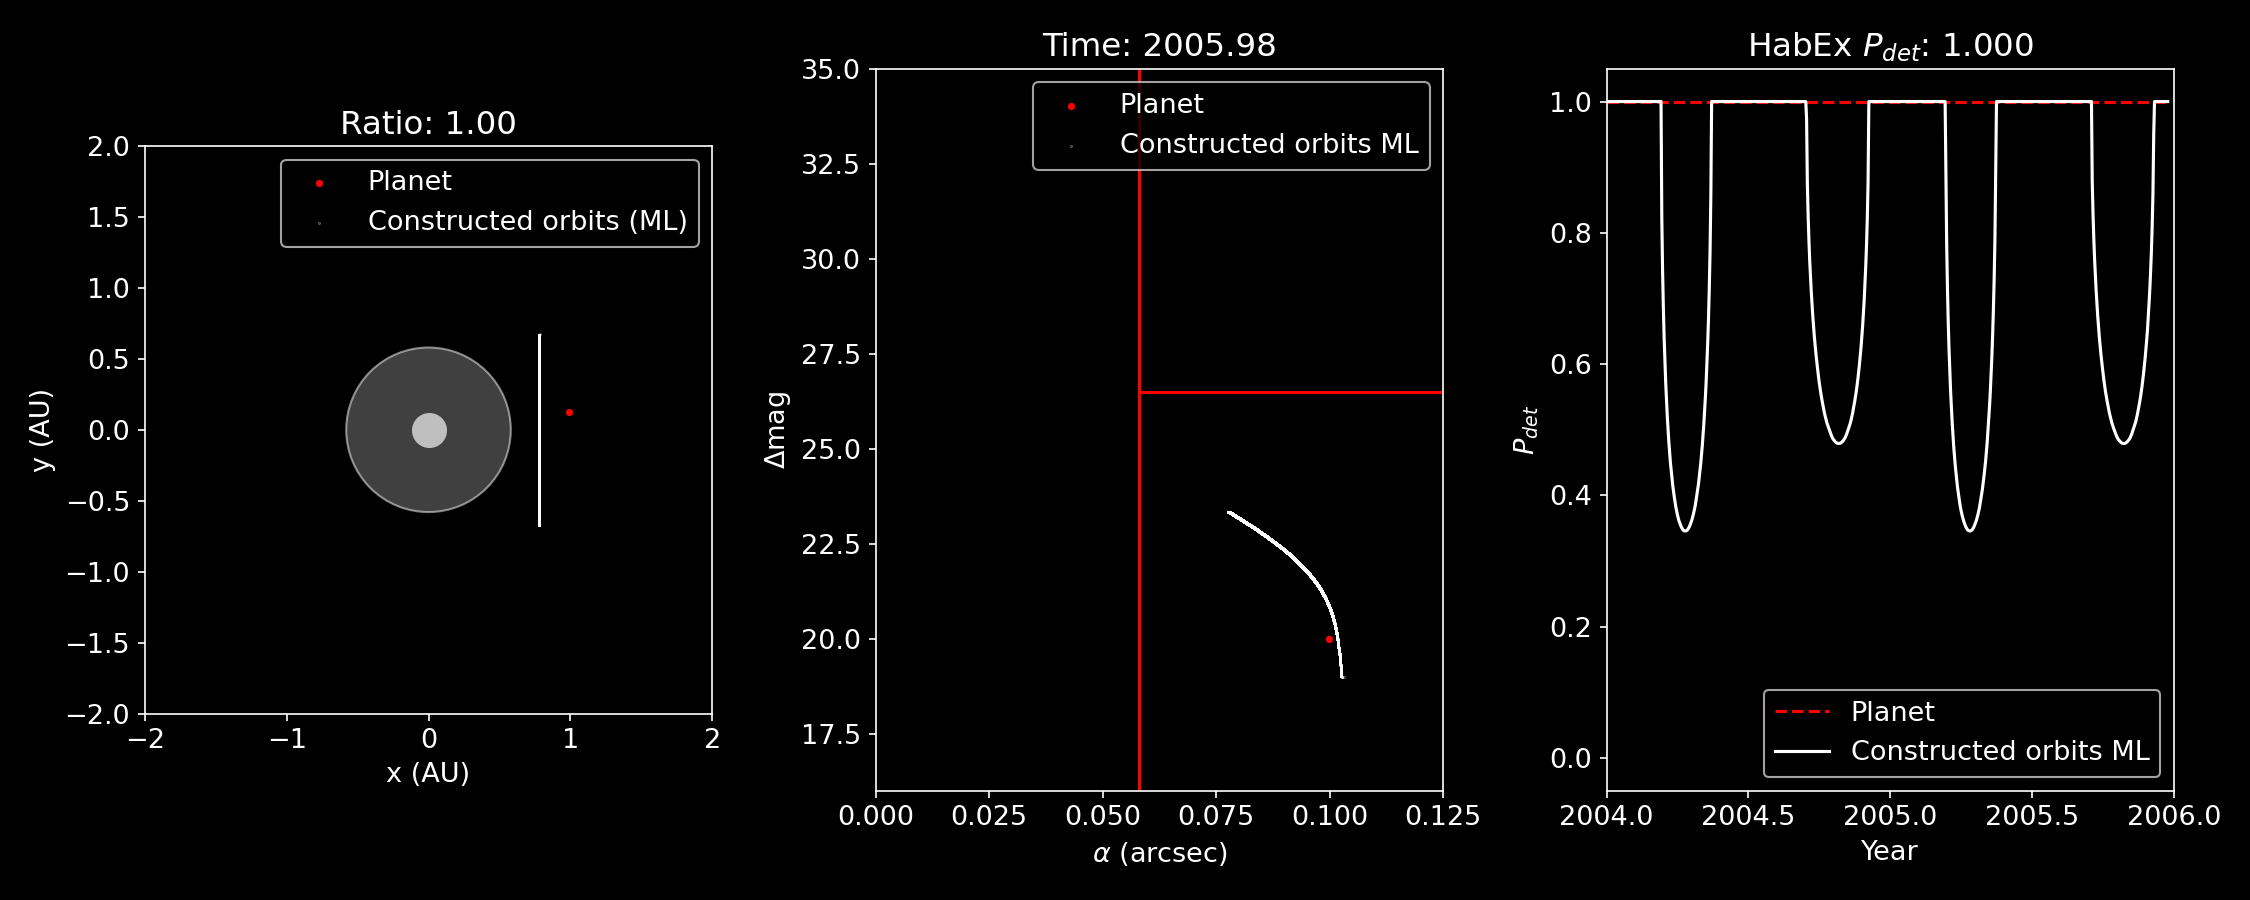 Ratio: 1.00
2.0
1.5
1.0
0.5
0.0
−0.5
−1.0
−1.5
−2.0
y (AU)
Planet
Constructed orbits (ML)
−2
−1
0
1
2
x (AU)
Time: 2005.98
35.0
32.5
30.0
27.5
25.0
22.5
20.0
17.5
Δmag
Planet
Constructed orbits ML
0.000
0.025
0.050
0.075
0.100
0.125
α (arcsec)
HabEx P_det: 1.000
1.0
0.8
0.6
0.4
0.2
0.0
P_det
Planet
Constructed orbits ML
2004.0
2004.5
2005.0
2005.5
2006.0
Year